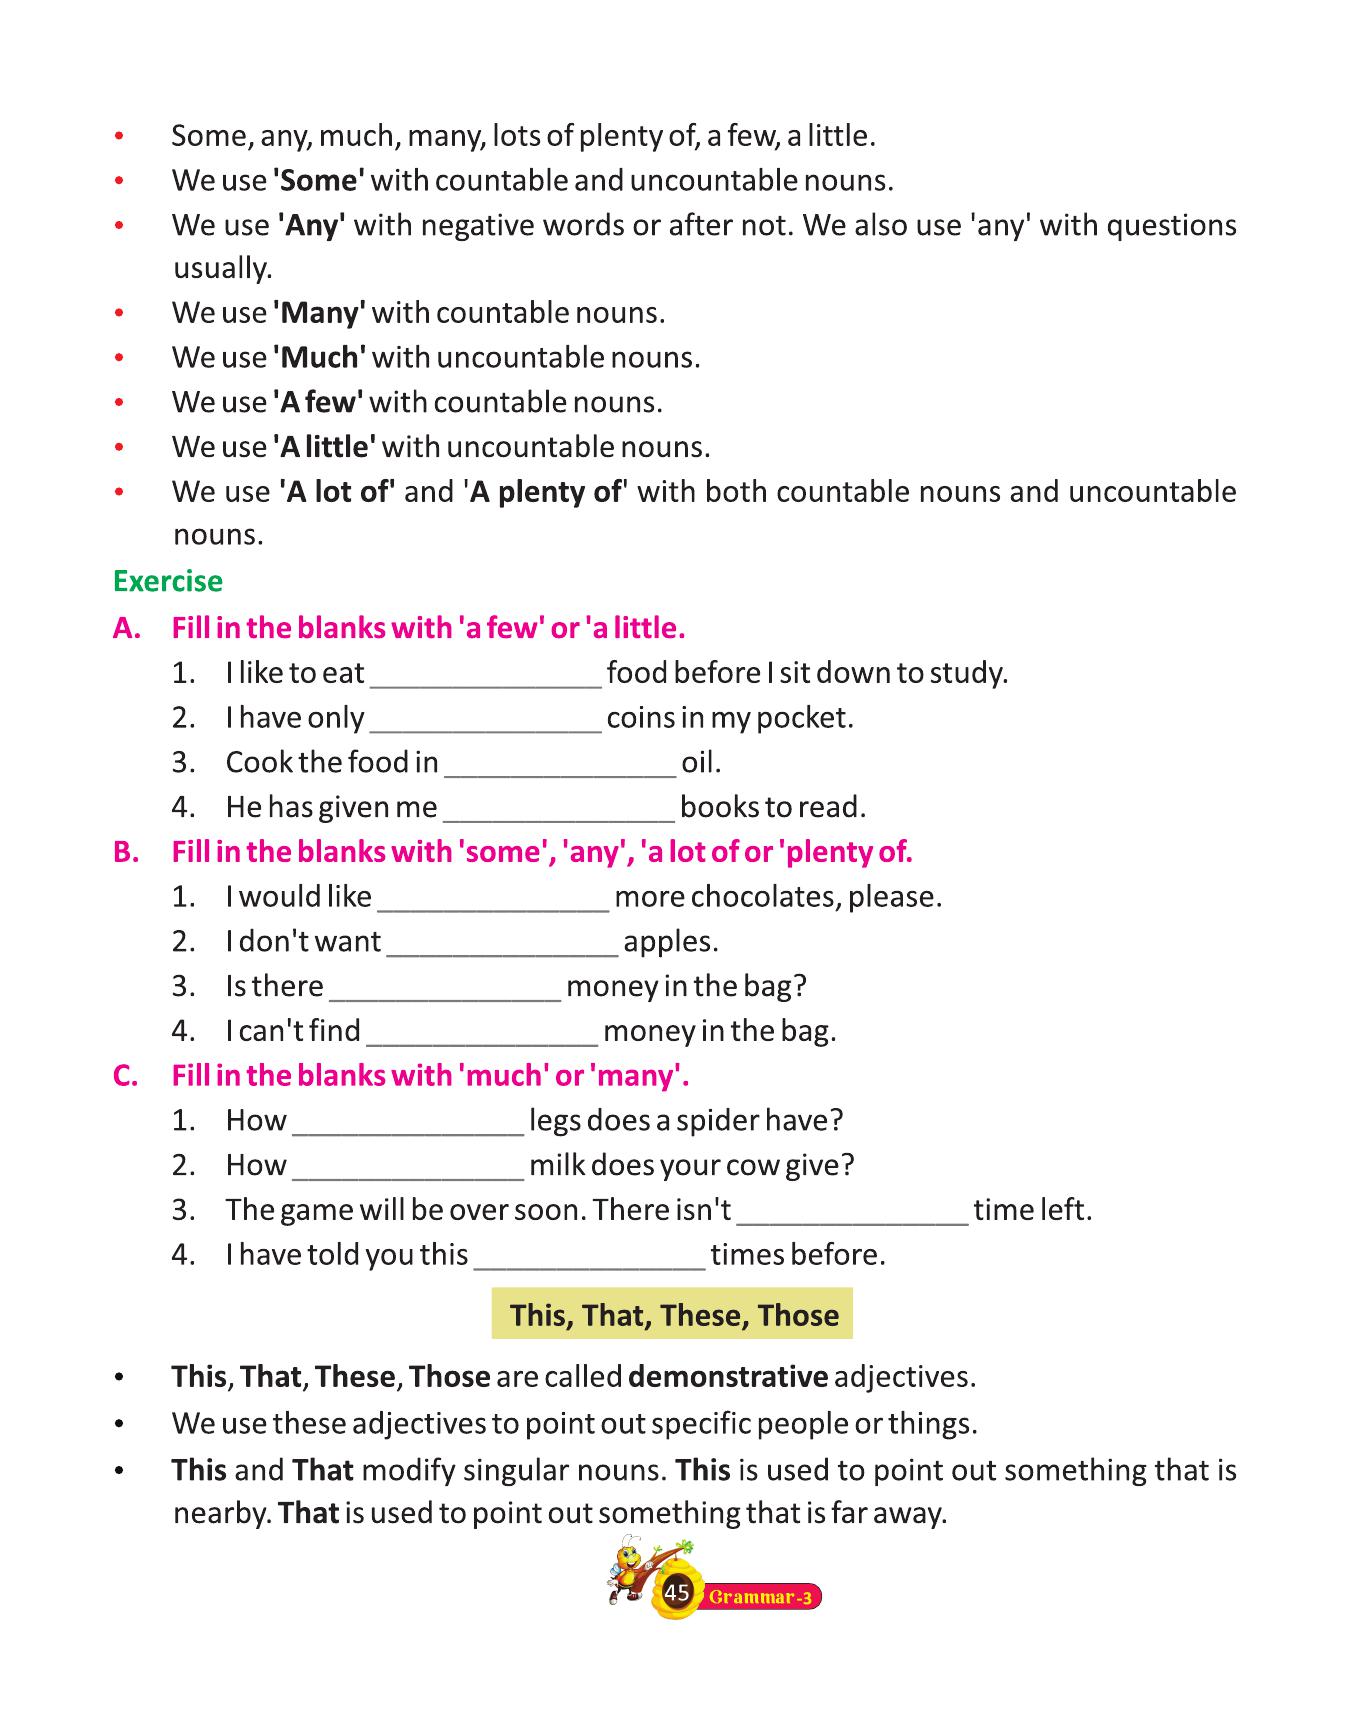 • Some, any, much, many, lots of plenty of, a few, a little.
• We use 'Some' with countable and uncountable nouns.
• We use 'Any' with negative words or after not. We also use 'any' with questions
usually.
• We use 'Many' with countable nouns.
• We use 'Much' with uncountable nouns.
• We use 'A few' with countable nouns.
• We use 'A little' with uncountable nouns.
• We use 'A lot of' and 'A plenty of' with both countable nouns and uncountable
nouns.
Exercise
A. Fill in the blanks with 'a few' or 'a little.
1. I like to eat _______________ food before I sit down to study.
2. I have only _______________ coins in my pocket.
3. Cook the food in _______________ oil.
4. He has given me _______________ books to read.
B. Fill in the blanks with 'some', 'any', 'a lot of or 'plenty of.
1. I would like _______________ more chocolates, please.
2. I don't want _______________ apples.
3. Is there _______________ money in the bag?
4. I can't find _______________ money in the bag.
C. Fill in the blanks with 'much' or 'many'.
1. How _______________ legs does a spider have?
2. How _______________ milk does your cow give?
3. The game will be over soon. There isn't _______________ time left.
4. I have told you this _______________ times before.
This, That, These, Those
• This, That, These, Those are called demonstrative adjectives.
• We use these adjectives to point out specific people or things.
• This and That modify singular nouns. This is used to point out something that is
nearby. That is used to point out something that is far away.
45 Grammar-3